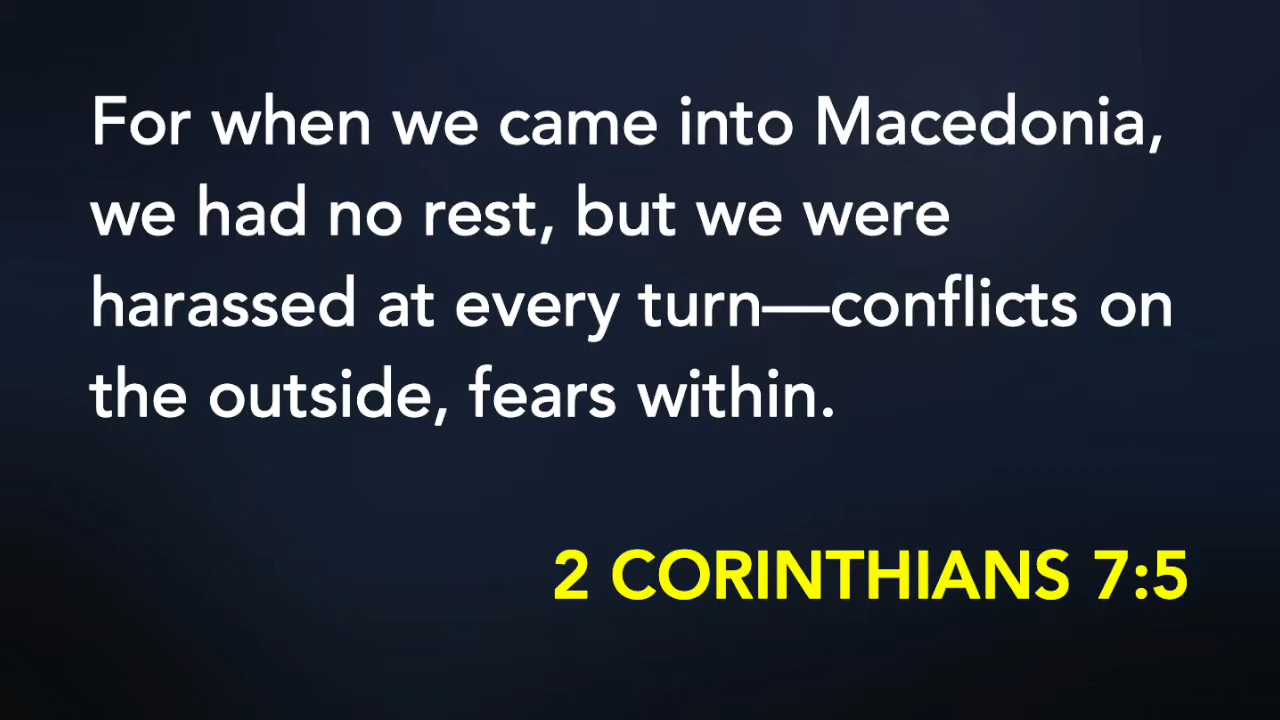 For when we came into Macedonia,
we had no rest, but we were
harassed at every turn—conflicts on
the outside, fears within.
2 CORINTHIANS 7:5